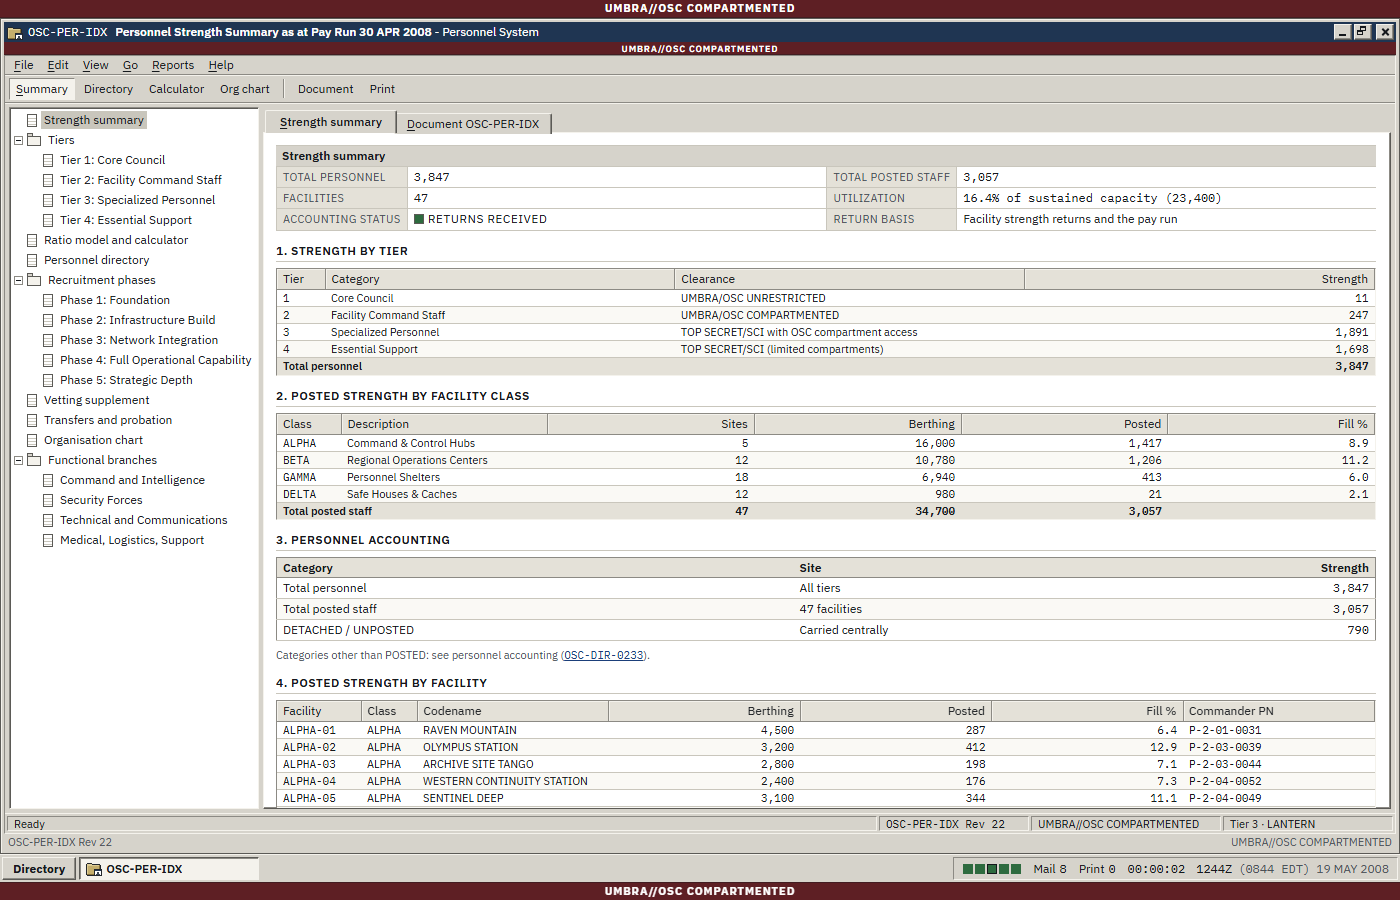 UMBRA//OSC COMPARTMENTED
OSC-PER-IDX Personnel Strength Summary as at Pay Run 30 APR 2008 - Personnel System
UMBRA//OSC COMPARTMENTED
File Edit View Go Reports Help
Summary Directory Calculator Org chart Document Print
Strength summary
Tiers
Tier 1: Core Council
Tier 2: Facility Command Staff
Tier 3: Specialized Personnel
Tier 4: Essential Support
Ratio model and calculator
Personnel directory
Recruitment phases
Phase 1: Foundation
Phase 2: Infrastructure Build
Phase 3: Network Integration
Phase 4: Full Operational Capability
Phase 5: Strategic Depth
Vetting supplement
Transfers and probation
Organisation chart
Functional branches
Command and Intelligence
Security Forces
Technical and Communications
Medical, Logistics, Support
Strength summary Document OSC-PER-IDX
Strength summary
TOTAL PERSONNEL 3,847 TOTAL POSTED STAFF 3,057
FACILITIES 47 UTILIZATION 16.4% of sustained capacity (23,400)
ACCOUNTING STATUS RETURNS RECEIVED RETURN BASIS Facility strength returns and the pay run
1. STRENGTH BY TIER
Tier Category Clearance Strength
1 Core Council UMBRA/OSC UNRESTRICTED 11
2 Facility Command Staff UMBRA/OSC COMPARTMENTED 247
3 Specialized Personnel TOP SECRET/SCI with OSC compartment access 1,891
4 Essential Support TOP SECRET/SCI (limited compartments) 1,698
Total personnel 3,847
2. POSTED STRENGTH BY FACILITY CLASS
Class Description Sites Berthing Posted Fill %
ALPHA Command & Control Hubs 5 16,000 1,417 8.9
BETA Regional Operations Centers 12 10,780 1,206 11.2
GAMMA Personnel Shelters 18 6,940 413 6.0
DELTA Safe Houses & Caches 12 980 21 2.1
Total posted staff 47 34,700 3,057
3. PERSONNEL ACCOUNTING
Category Site Strength
Total personnel All tiers 3,847
Total posted staff 47 facilities 3,057
DETACHED / UNPOSTED Carried centrally 790
Categories other than POSTED: see personnel accounting (OSC-DIR-0233).
4. POSTED STRENGTH BY FACILITY
Facility Class Codename Berthing Posted Fill % Commander PN
ALPHA-01 ALPHA RAVEN MOUNTAIN 4,500 287 6.4 P-2-01-0031
ALPHA-02 ALPHA OLYMPUS STATION 3,200 412 12.9 P-2-03-0039
ALPHA-03 ALPHA ARCHIVE SITE TANGO 2,800 198 7.1 P-2-03-0044
ALPHA-04 ALPHA WESTERN CONTINUITY STATION 2,400 176 7.3 P-2-04-0052
ALPHA-05 ALPHA SENTINEL DEEP 3,100 344 11.1 P-2-04-0049
Ready OSC-PER-IDX Rev 22 UMBRA//OSC COMPARTMENTED Tier 3 · LANTERN
OSC-PER-IDX Rev 22 UMBRA//OSC COMPARTMENTED
Directory OSC-PER-IDX Mail 8 Print 0 00:00:02 1244Z (0844 EDT) 19 MAY 2008
UMBRA//OSC COMPARTMENTED